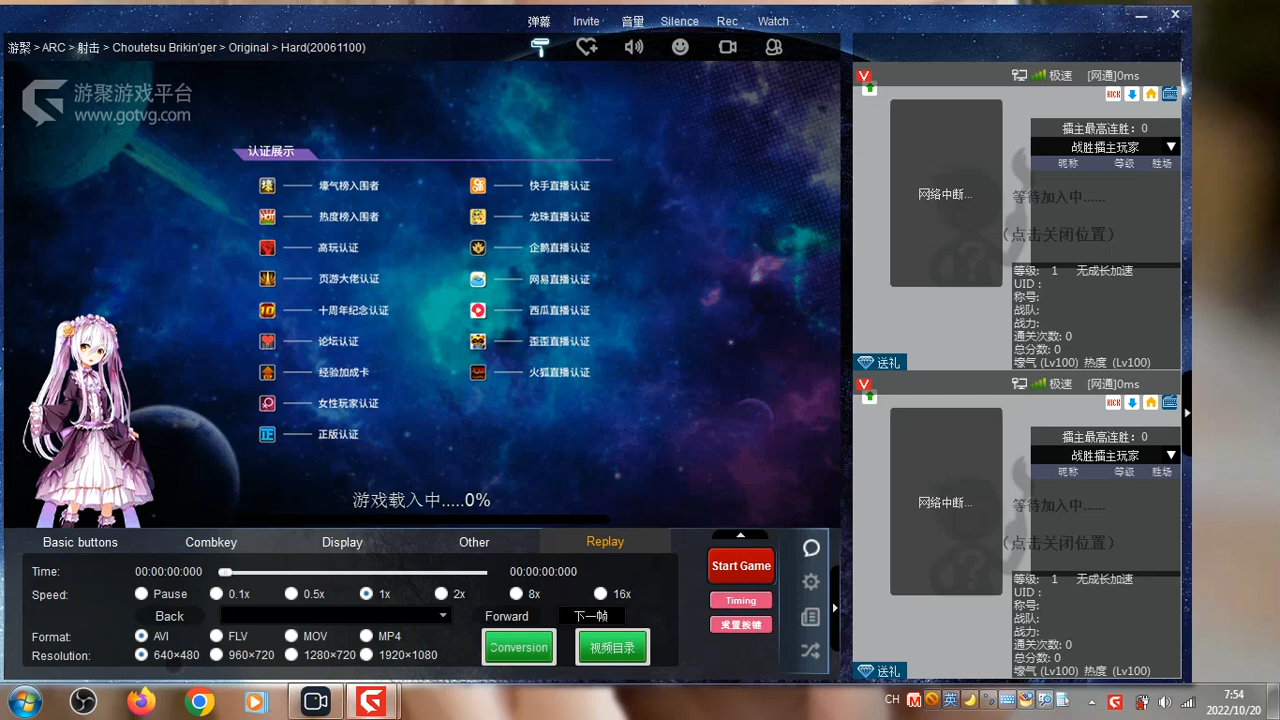 弹幕 Invite 音量 Silence Rec Watch
游聚 > ARC > 射击 > Choutetsu Brikin'ger > Original - Hard(20061100)
游聚游戏平台
www.gotvg.com
认证展示
壕气榜入围者 快手直播认证
热度榜入围者 龙珠直播认证
高玩认证 企鹅直播认证
页游大佬认证 网易直播认证
十周年纪念认证 西瓜直播认证
论坛认证 歪歪直播认证
经验加成卡 火狐直播认证
女性玩家认证
正版认证
游戏载入中.....0%
Basic buttons Combkey Display Other Replay
Time: 00:00:00:000 00:00:00:000
Speed: Pause 0.1x 0.5x 1x 2x 8x 16x
Back Forward 下一帧
Format: AVI FLV MOV MP4
Resolution: 640×480 960×720 1280×720 1920×1080
Conversion 视频目录
Start Game
Timing
重置按键
极速 [网通]0ms
KICK
擂主最高连胜: 0
战胜擂主玩家
昵称 等级 胜场
网络中断...
等待加入中......
(点击关闭位置)
等级: 1 无成长加速
UID :
称号:
战队:
战力:
通关次数: 0
总分数: 0
壕气 (Lv100) 热度 (Lv100)
送礼
极速 [网通]0ms
KICK
擂主最高连胜: 0
战胜擂主玩家
昵称 等级 胜场
网络中断...
等待加入中......
(点击关闭位置)
等级: 1 无成长加速
UID :
称号:
战队:
战力:
通关次数: 0
总分数: 0
壕气 (Lv100) 热度 (Lv100)
送礼
CH 英
7:54
2022/10/20